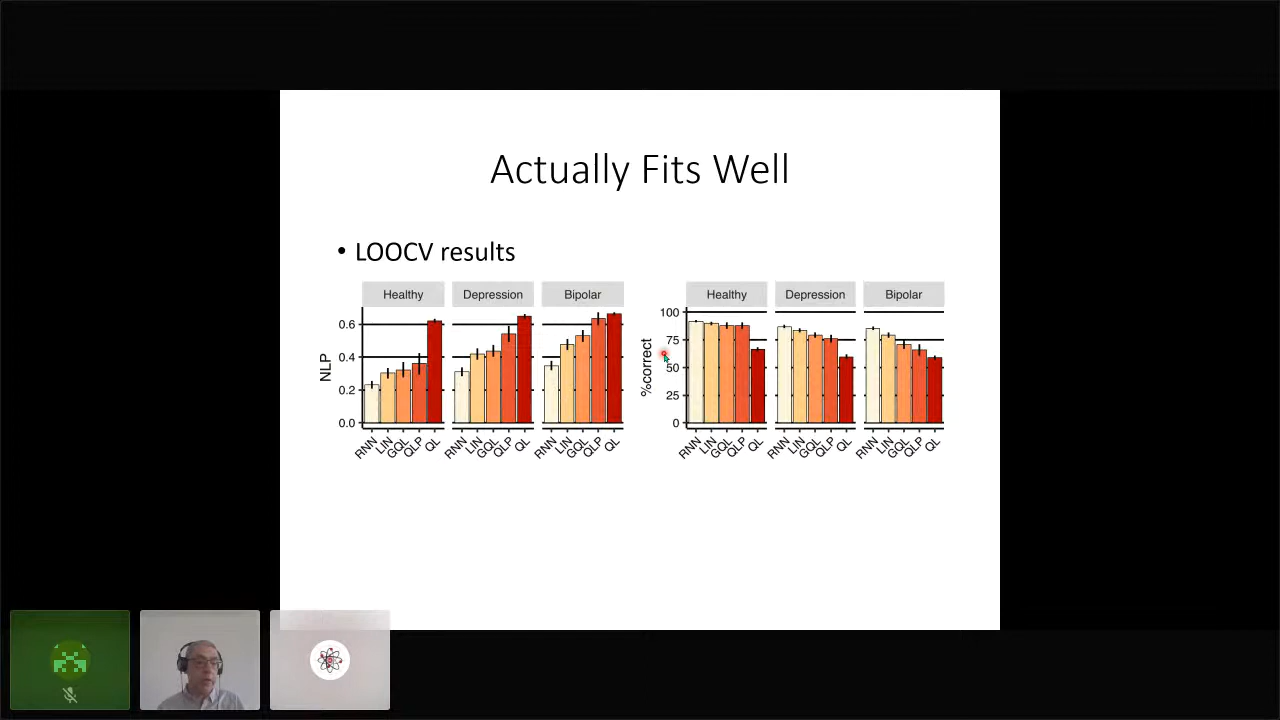 Actually Fits Well
• LOOCV results
Healthy Depression Bipolar
NLP
0.6
0.4
0.2
0.0
RNN LIN GQL QLP QL RNN LIN GQL QLP QL RNN LIN GQL QLP QL
Healthy Depression Bipolar
%correct
100
75
50
25
0
RNN LIN GQL QLP QL RNN LIN GQL QLP QL RNN LIN GQL QLP QL